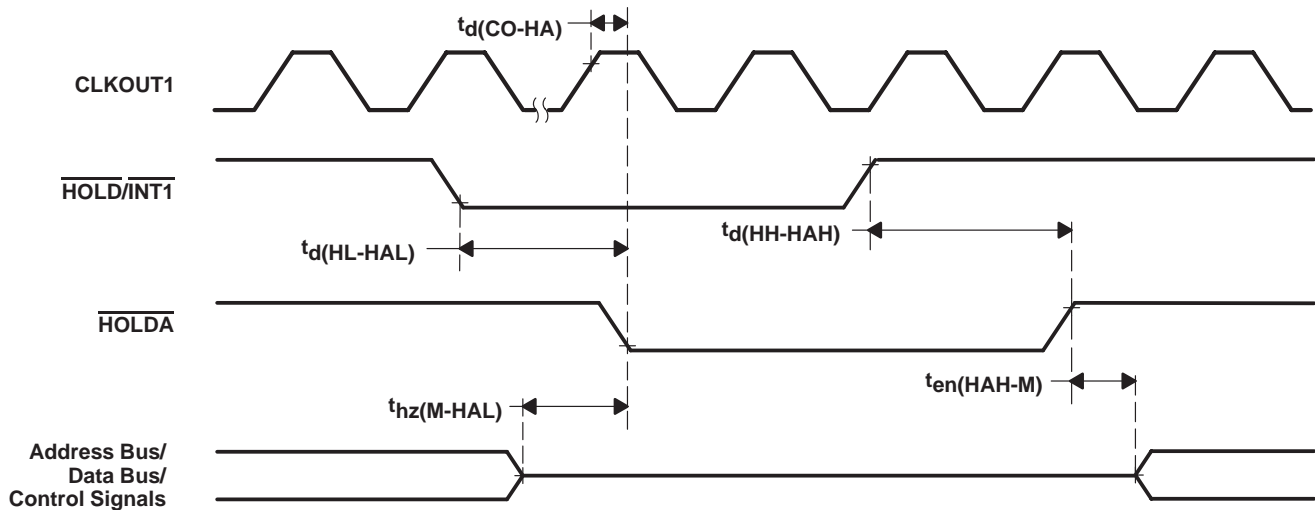 td(CO-HA)
CLKOUT1
HOLD/INT1
td(HL-HAL)
td(HH-HAH)
HOLDA
thz(M-HAL)
ten(HAH-M)
Address Bus/
Data Bus/
Control Signals